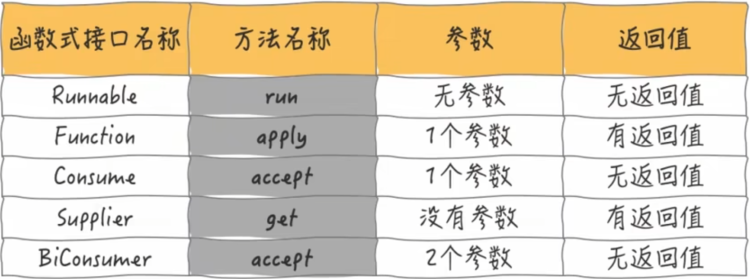 函数式接口名称 方法名称 参数 返回值
Runnable run 无参数 无返回值
Function apply 1个参数 有返回值
Consume accept 1个参数 无返回值
Supplier get 没有参数 有返回值
BiConsumer accept 2个参数 无返回值